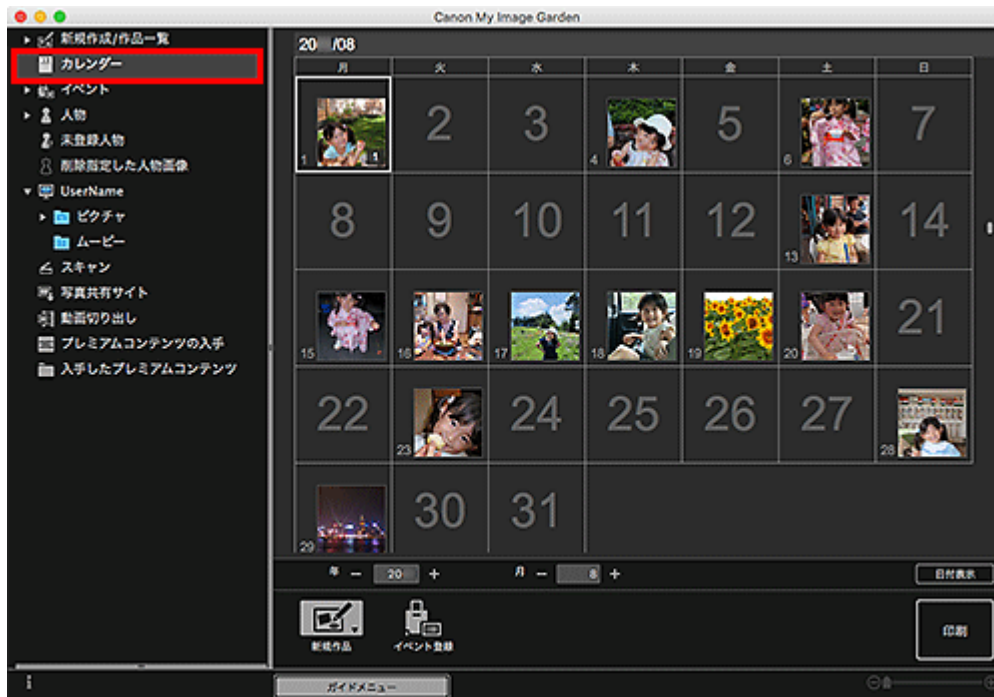 Canon My Image Garden
新規作成/作品一覧
カレンダー
イベント
人物
未登録人物
削除指定した人物画像
UserName
ピクチャ
ムービー
スキャン
写真共有サイト
動画切り出し
プレミアムコンテンツの入手
入手したプレミアムコンテンツ
20 /08
月 火 水 木 金 土 日
1 2 3 4 5 6 7
8 9 10 11 12 13 14
15 16 17 18 19 20 21
22 23 24 25 26 27 28
29 30 31
年 − 20 + 月 − 8 + 日付表示
新規作品 イベント登録 印刷
ガイドメニュー